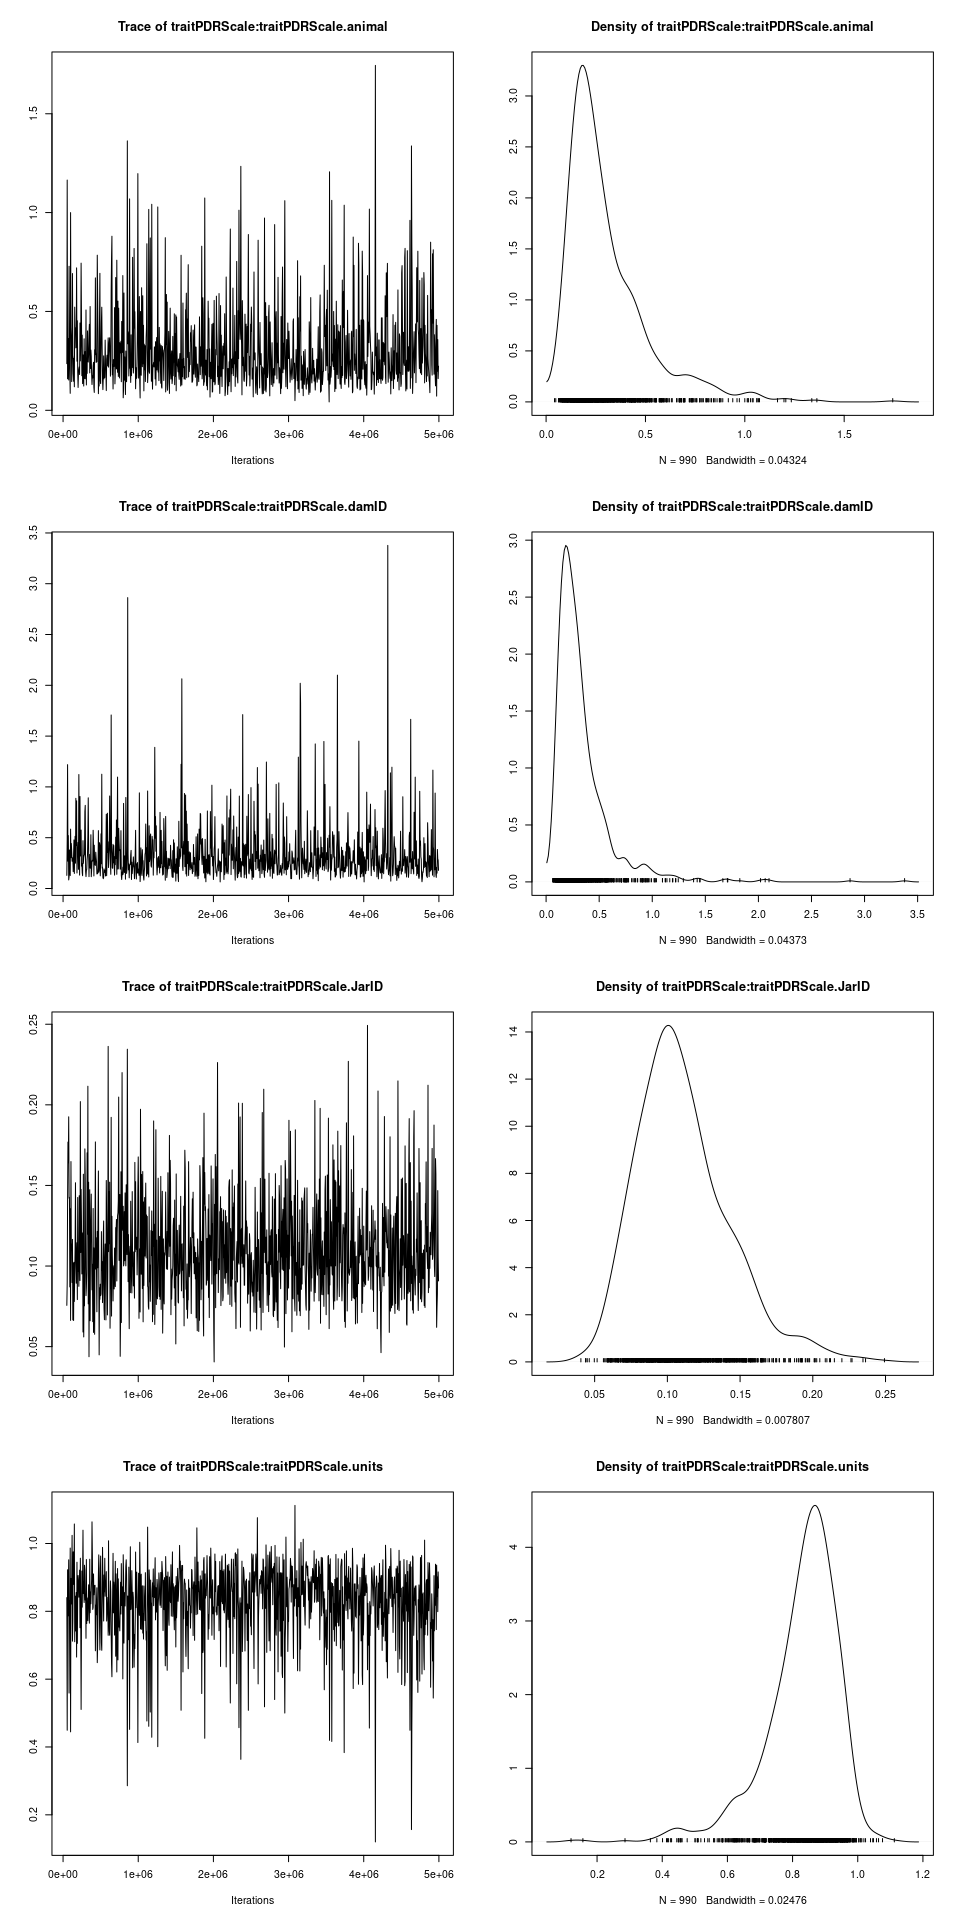 Trace of traitPDRScale:traitPDRScale.animal
0.0 0.5 1.0 1.5
0e+00 1e+06 2e+06 3e+06 4e+06 5e+06
Iterations
Density of traitPDRScale:traitPDRScale.animal
0.0 0.5 1.0 1.5 2.0 2.5 3.0
0.0 0.5 1.0 1.5
N = 990 Bandwidth = 0.04324
Trace of traitPDRScale:traitPDRScale.damID
0.0 0.5 1.0 1.5 2.0 2.5 3.0 3.5
0e+00 1e+06 2e+06 3e+06 4e+06 5e+06
Iterations
Density of traitPDRScale:traitPDRScale.damID
0.0 0.5 1.0 1.5 2.0 2.5 3.0
0.0 0.5 1.0 1.5 2.0 2.5 3.0 3.5
N = 990 Bandwidth = 0.04373
Trace of traitPDRScale:traitPDRScale.JarID
0.05 0.10 0.15 0.20 0.25
0e+00 1e+06 2e+06 3e+06 4e+06 5e+06
Iterations
Density of traitPDRScale:traitPDRScale.JarID
0 2 4 6 8 10 12 14
0.05 0.10 0.15 0.20 0.25
N = 990 Bandwidth = 0.007807
Trace of traitPDRScale:traitPDRScale.units
0.2 0.4 0.6 0.8 1.0
0e+00 1e+06 2e+06 3e+06 4e+06 5e+06
Iterations
Density of traitPDRScale:traitPDRScale.units
0 1 2 3 4
0.2 0.4 0.6 0.8 1.0 1.2
N = 990 Bandwidth = 0.02476